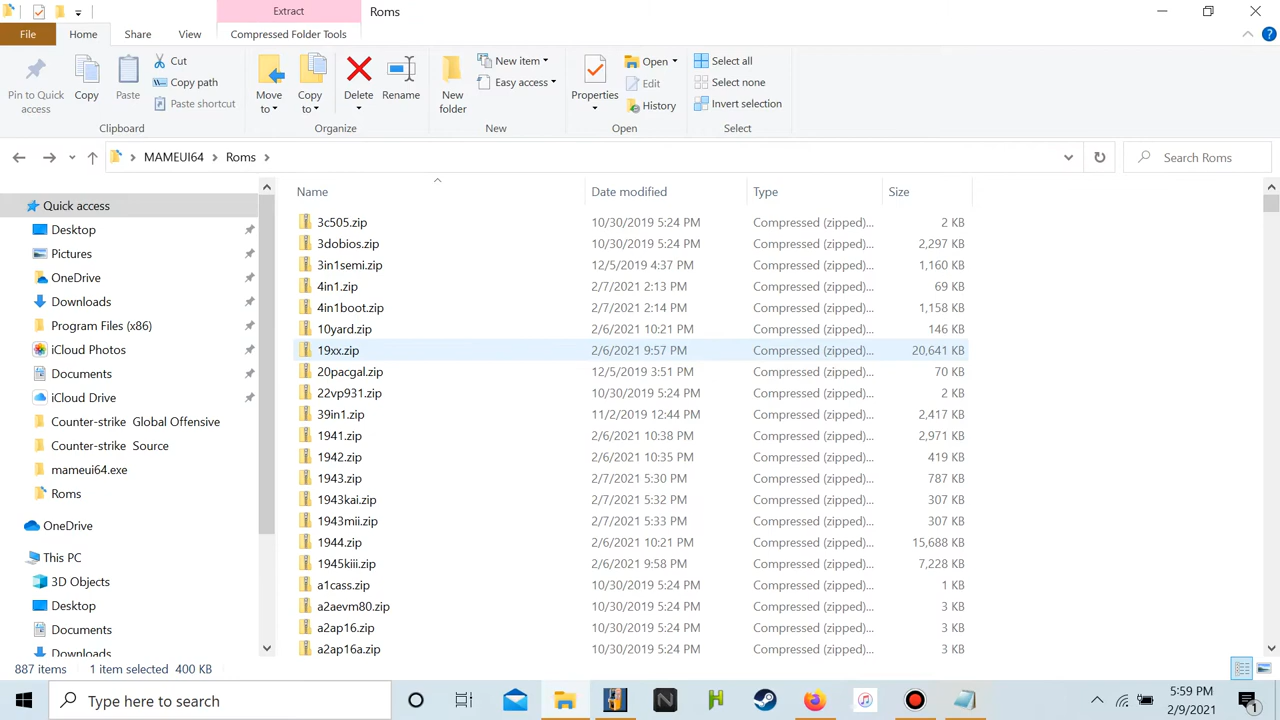 Extract
Roms
File
Home
Share
View
Compressed Folder Tools
Pin to Quick access
Copy
Paste
Cut
Copy path
Paste shortcut
Clipboard
Move to
Copy to
Delete
Rename
Organize
New folder
New item
Easy access
New
Properties
Open
Edit
History
Open
Select all
Select none
Invert selection
Select
MAMEUI64 > Roms >
Search Roms
Name Date modified Type Size
Quick access
Desktop
Pictures
OneDrive
Downloads
Program Files (x86)
iCloud Photos
Documents
iCloud Drive
Counter-strike Global Offensive
Counter-strike Source
mameui64.exe
Roms
OneDrive
This PC
3D Objects
Desktop
Documents
Downloads
3c505.zip 10/30/2019 5:24 PM Compressed (zipped)... 2 KB
3dobios.zip 10/30/2019 5:24 PM Compressed (zipped)... 2,297 KB
3in1semi.zip 12/5/2019 4:37 PM Compressed (zipped)... 1,160 KB
4in1.zip 2/7/2021 2:13 PM Compressed (zipped)... 69 KB
4in1boot.zip 2/7/2021 2:14 PM Compressed (zipped)... 1,158 KB
10yard.zip 2/6/2021 10:21 PM Compressed (zipped)... 146 KB
19xx.zip 2/6/2021 9:57 PM Compressed (zipped)... 20,641 KB
20pacgal.zip 12/5/2019 3:51 PM Compressed (zipped)... 70 KB
22vp931.zip 10/30/2019 5:24 PM Compressed (zipped)... 2 KB
39in1.zip 11/2/2019 12:44 PM Compressed (zipped)... 2,417 KB
1941.zip 2/6/2021 10:38 PM Compressed (zipped)... 2,971 KB
1942.zip 2/6/2021 10:35 PM Compressed (zipped)... 419 KB
1943.zip 2/7/2021 5:30 PM Compressed (zipped)... 787 KB
1943kai.zip 2/7/2021 5:32 PM Compressed (zipped)... 307 KB
1943mii.zip 2/7/2021 5:33 PM Compressed (zipped)... 307 KB
1944.zip 2/6/2021 10:21 PM Compressed (zipped)... 15,688 KB
1945kiii.zip 2/6/2021 9:58 PM Compressed (zipped)... 7,228 KB
a1cass.zip 10/30/2019 5:24 PM Compressed (zipped)... 1 KB
a2aevm80.zip 10/30/2019 5:24 PM Compressed (zipped)... 3 KB
a2ap16.zip 10/30/2019 5:24 PM Compressed (zipped)... 3 KB
a2ap16a.zip 10/30/2019 5:24 PM Compressed (zipped)... 3 KB
887 items 1 item selected 400 KB
Type here to search
5:59 PM
2/9/2021
1